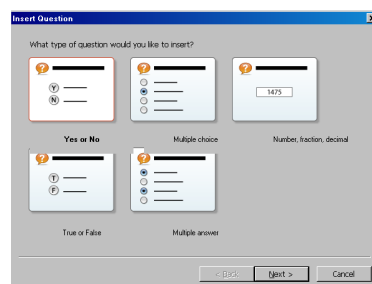 Insert Question
What type of question would you like to insert?
Y
N
1475
Yes or No
Multiple choice
Number, fraction, decimal
T
F
True or False
Multiple answer
< Back
Next >
Cancel